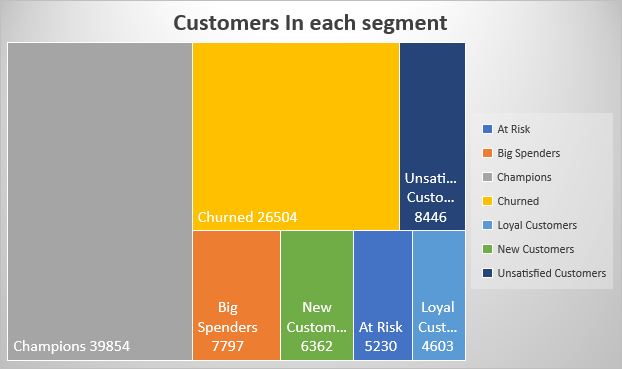 Customers In each segment
Champions 39854
Churned 26504
Unsati...
Custo...
8446
Big
Spenders
7797
New
Custom...
6362
At Risk
5230
Loyal
Cust...
4603
At Risk
Big Spenders
Champions
Churned
Loyal Customers
New Customers
Unsatisfied Customers